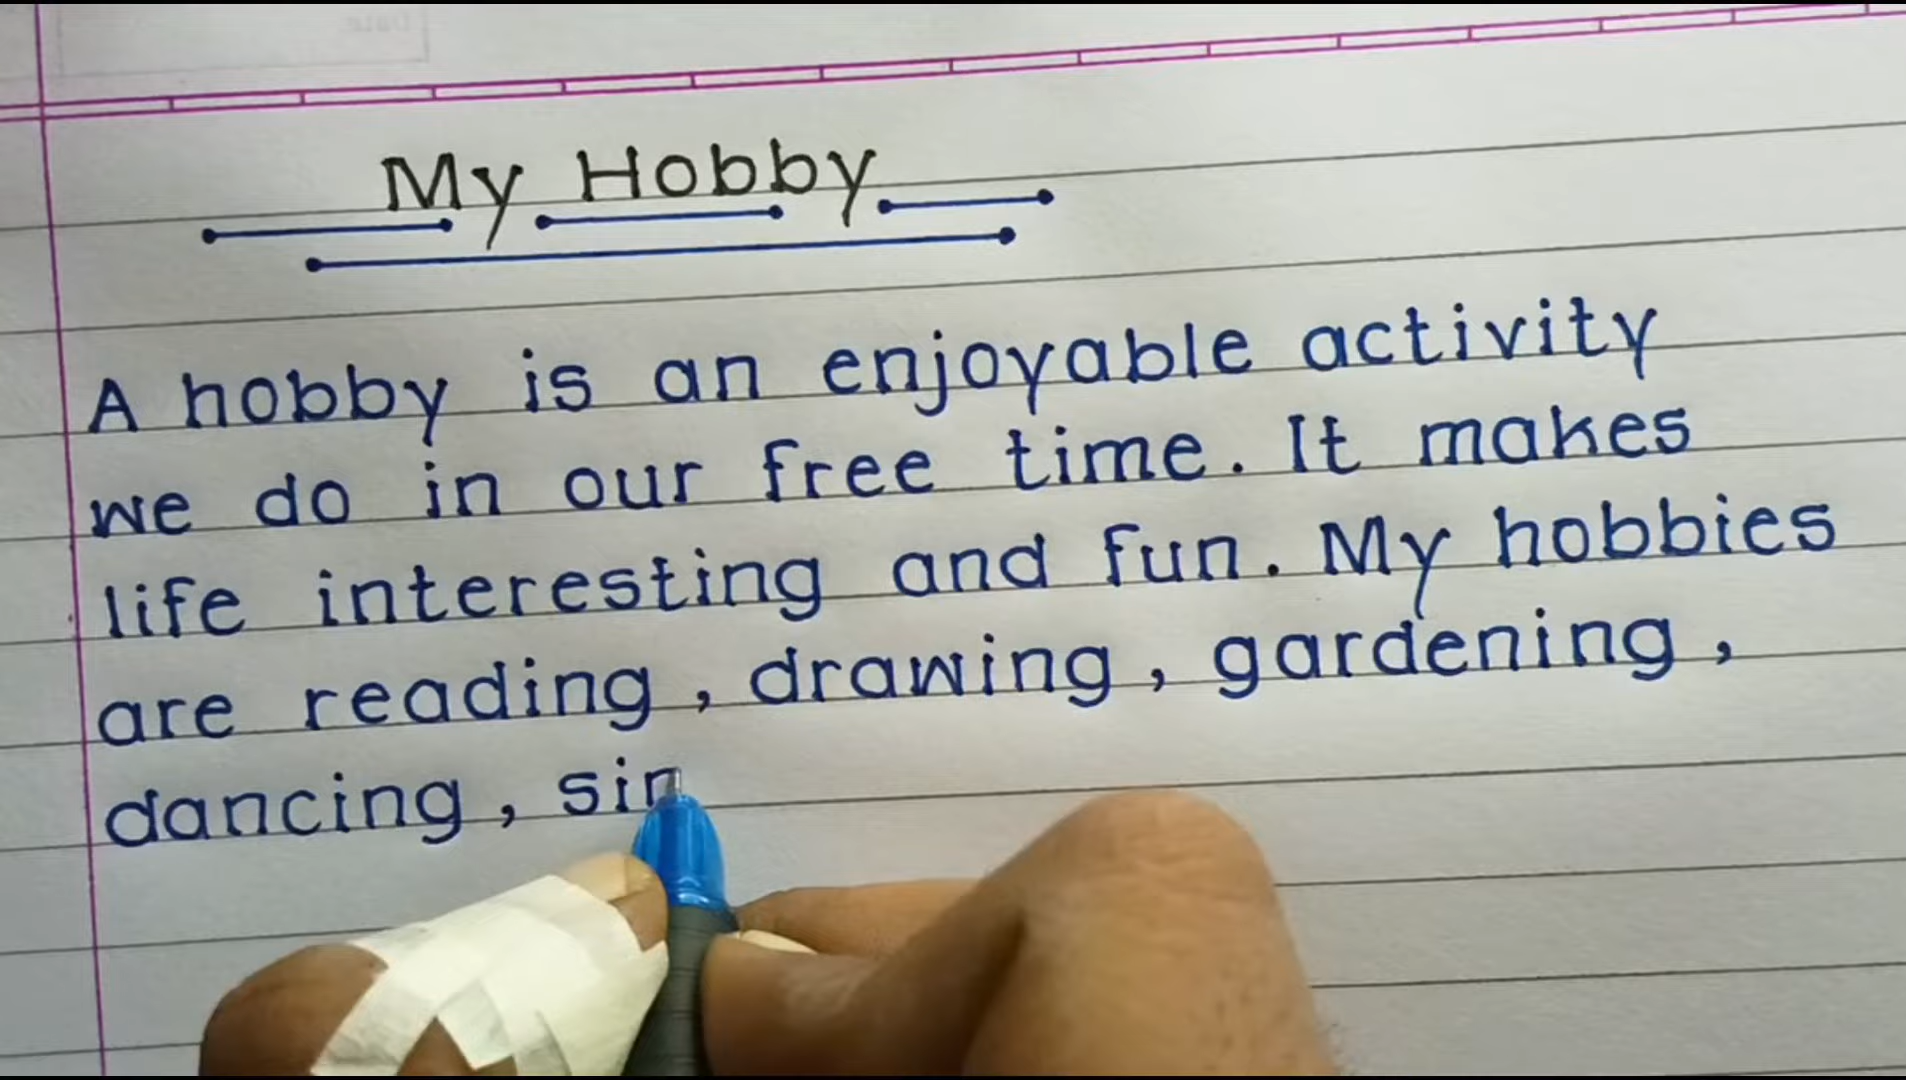 My Hobby
A hobby is an enjoyable activity
we do in our free time. It makes
life interesting and fun. My hobbies
are reading, drawing, gardening,
dancing, sin